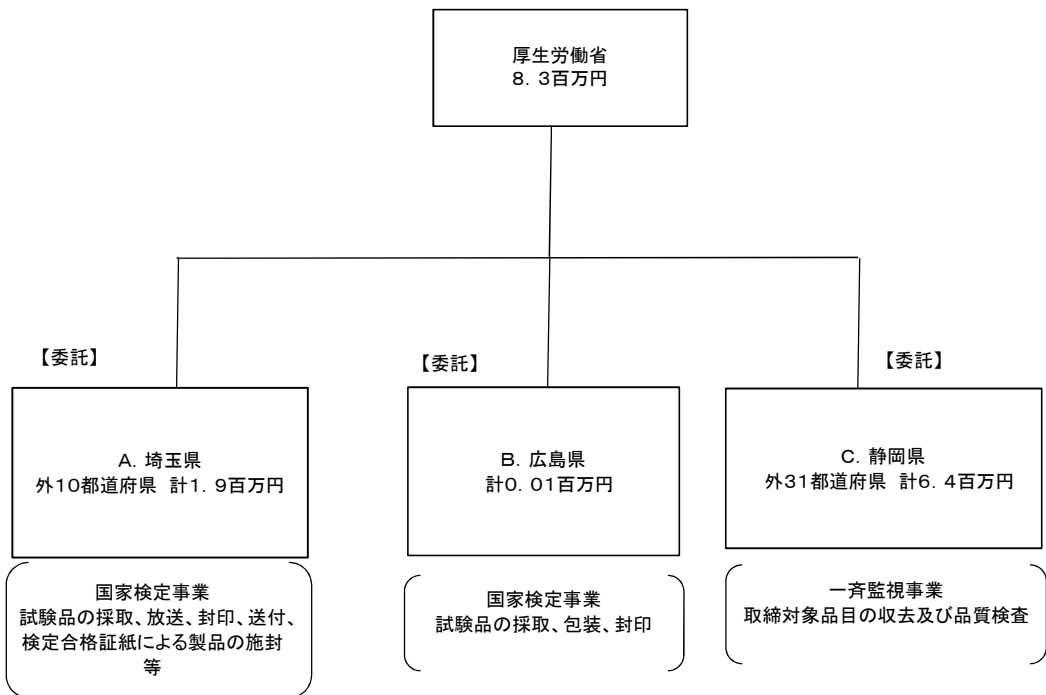 厚生労働省
8．3百万円
【委託】
【委託】
【委託】
A．埼玉県
外10都道府県　計1．9百万円
B．広島県
計0．01百万円
C．静岡県
外31都道府県　計6．4百万円
国家検定事業
試験品の採取、放送、封印、送付、
検定合格証紙による製品の施封
等
国家検定事業
試験品の採取、包装、封印
一斉監視事業
取締対象品目の収去及び品質検査